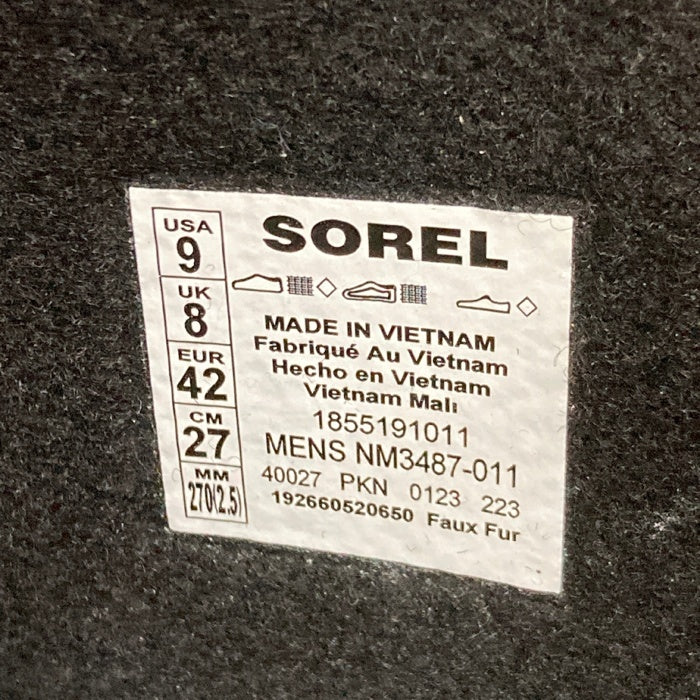 USA
9
UK
8
EUR
42
CM
27
MM
270(2.5)
SOREL
MADE IN VIETNAM
Fabriqué Au Vietnam
Hecho en Vietnam
Vietnam Malı
1855191011
MENS NM3487-011
40027 PKN 0123 223
192660520650 Faux Fur